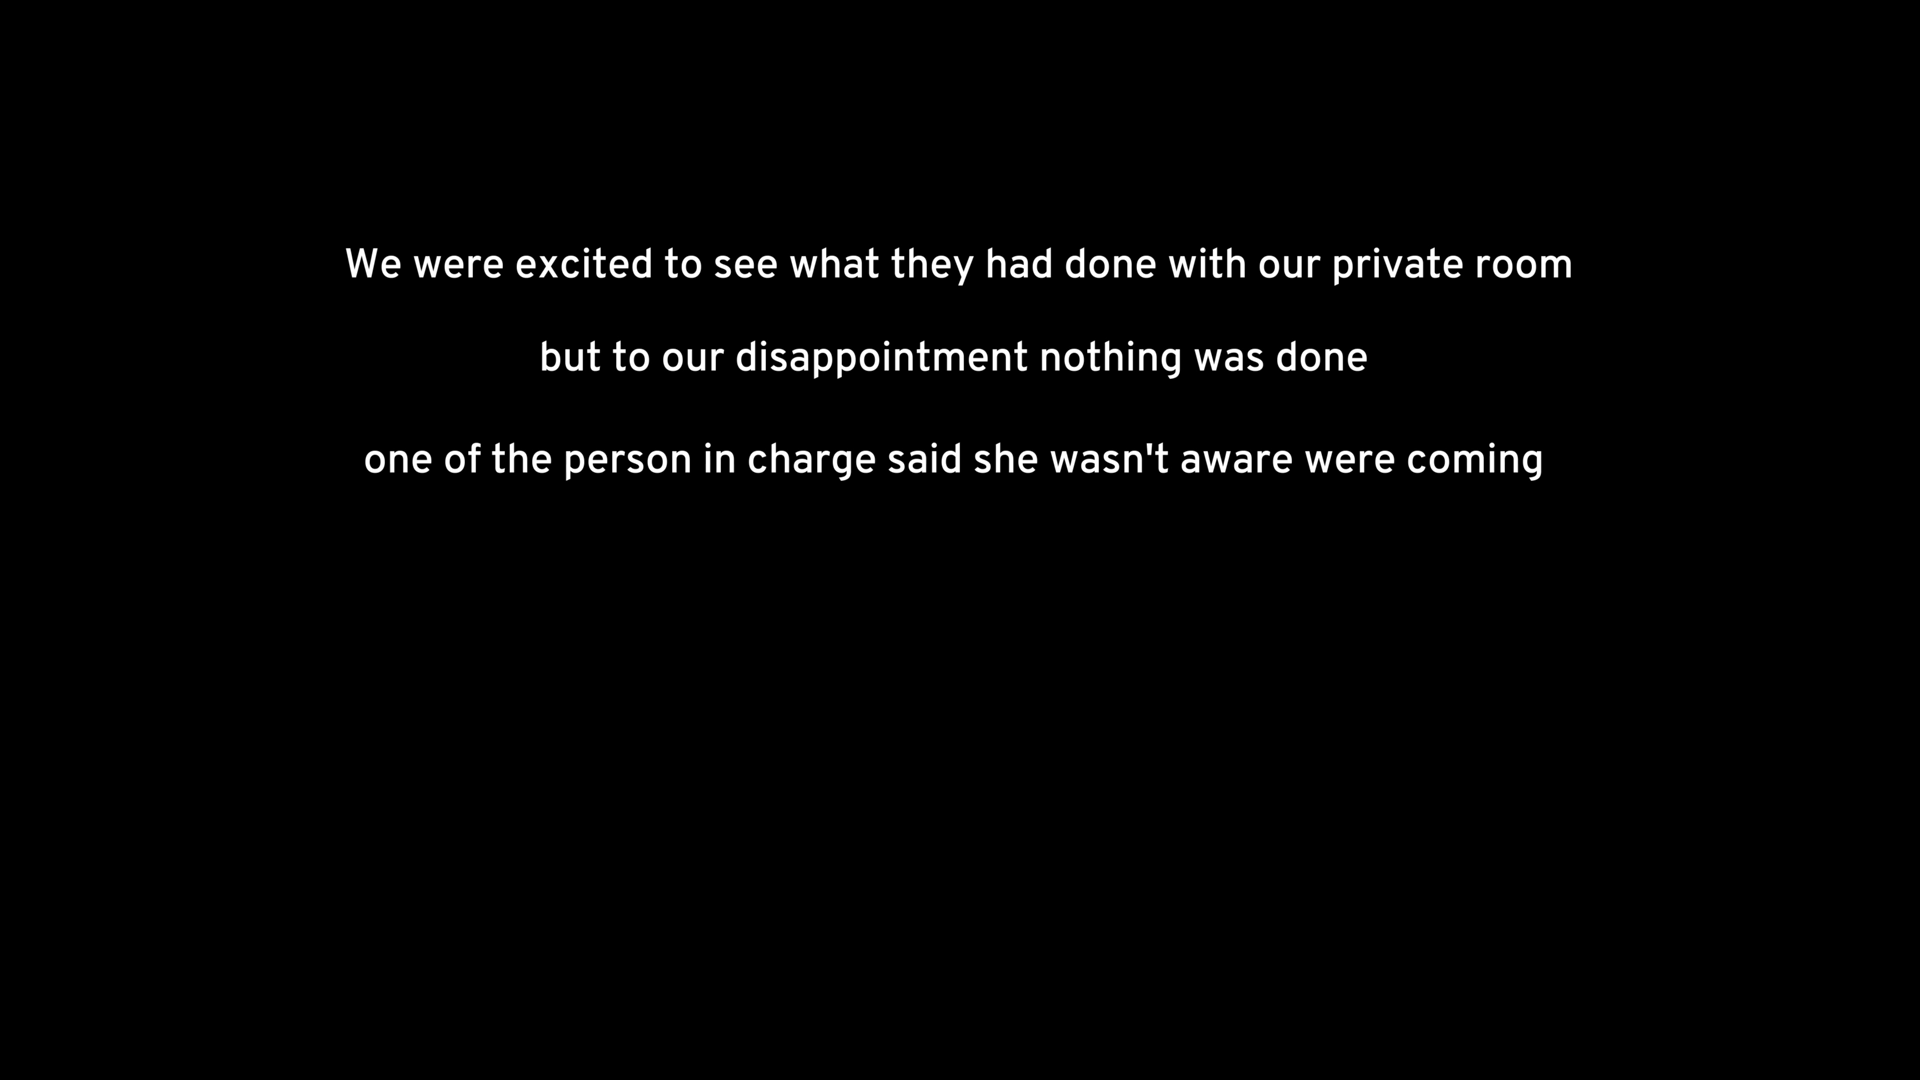 We were excited to see what they had done with our private room
but to our disappointment nothing was done
one of the person in charge said she wasn't aware were coming